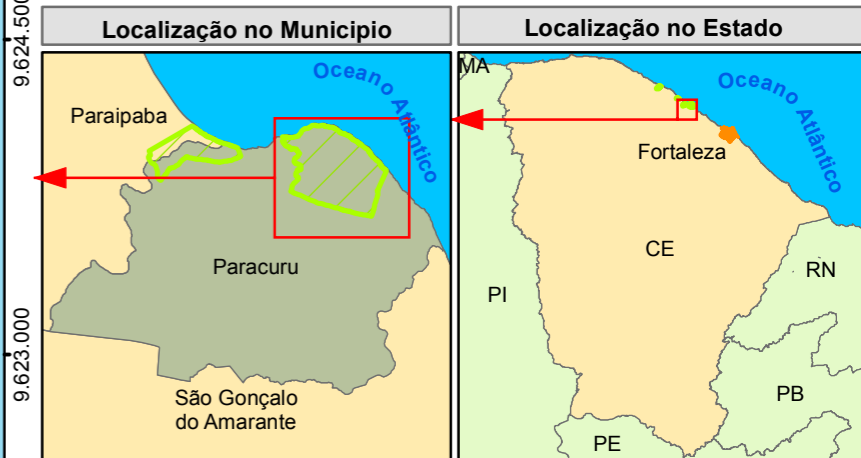 9.624.500
9.623.000
Localização no Municipio
Oceano Atlântico
Paraipaba
Paracuru
São Gonçalo
do Amarante
Localização no Estado
MA
Oceano Atlântico
Fortaleza
CE
PI
RN
PB
PE